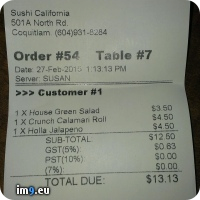 Sushi California
501A North Rd.
Coquitlam. (604)931-8284
Order #54 Table #7
Date: 27-Feb-2015 1:13:13 PM
Server: SUSAN
>>> Customer #1
1 X House Green Salad $3.50
1 X Crunch Calamari Roll $4.50
1 X Holla Jalapeno $4.50
SUB-TOTAL: $12.50
GST(5%): $0.63
PST(10%) $0.00
(7%): $0.00
TOTAL DUE: $13.13
im9.eu